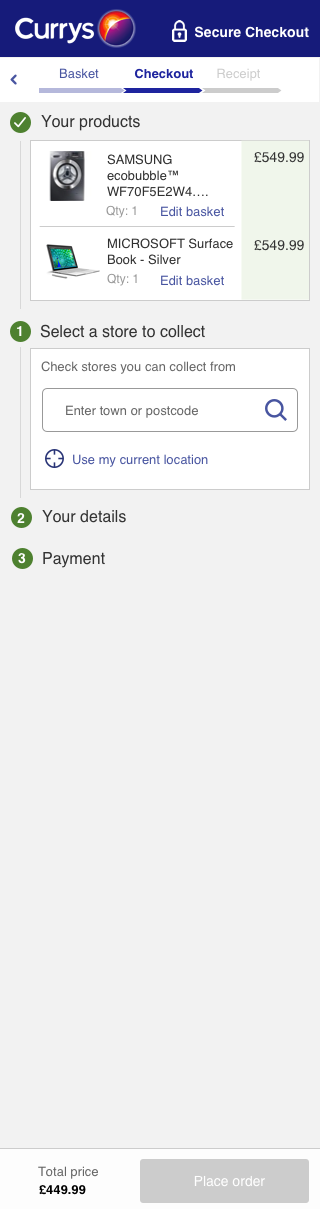 Currys
Secure Checkout
Basket
Checkout
Receipt
Your products
SAMSUNG
ecobubble™
WF70F5E2W4....
£549.99
Qty: 1
Edit basket
MICROSOFT Surface
Book - Silver
£549.99
Qty: 1
Edit basket
1 Select a store to collect
Check stores you can collect from
Enter town or postcode
Use my current location
2 Your details
3 Payment
Total price
£449.99
Place order